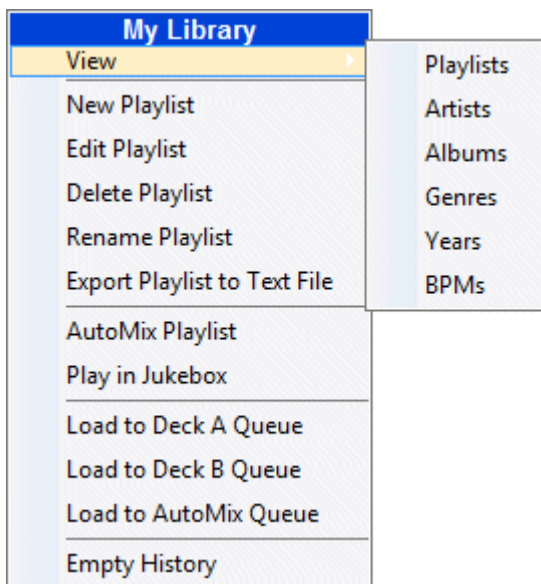 My Library
View
New Playlist
Edit Playlist
Delete Playlist
Rename Playlist
Export Playlist to Text File
AutoMix Playlist
Play in Jukebox
Load to Deck A Queue
Load to Deck B Queue
Load to AutoMix Queue
Empty History
Playlists
Artists
Albums
Genres
Years
BPMs